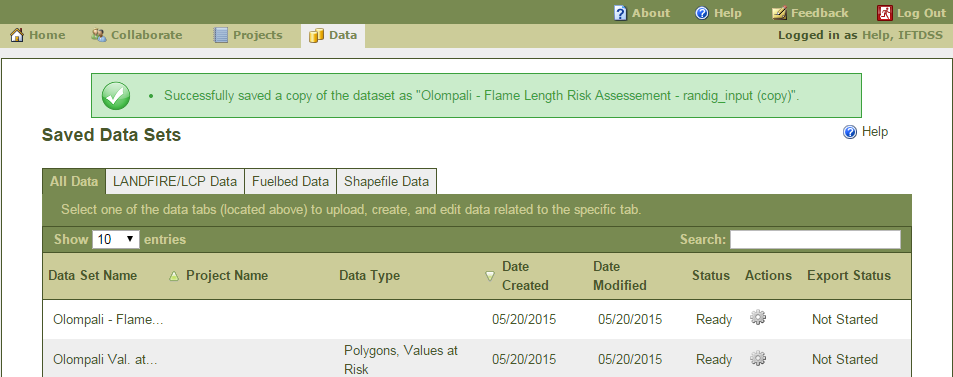 About Help Feedback Log Out
Home Collaborate Projects Data Logged in as Help, IFTDSS
• Successfully saved a copy of the dataset as "Olompali - Flame Length Risk Assessement - randig_input (copy)".
Saved Data Sets Help
All Data LANDFIRE/LCP Data Fuelbed Data Shapefile Data
Select one of the data tabs (located above) to upload, create, and edit data related to the specific tab.
Show 10 entries Search:
Data Set Name Project Name Data Type Date Created Date Modified Status Actions Export Status
Olompali - Flame... 05/20/2015 05/20/2015 Ready Not Started
Olompali Val. at... Polygons, Values at Risk 05/20/2015 05/20/2015 Ready Not Started